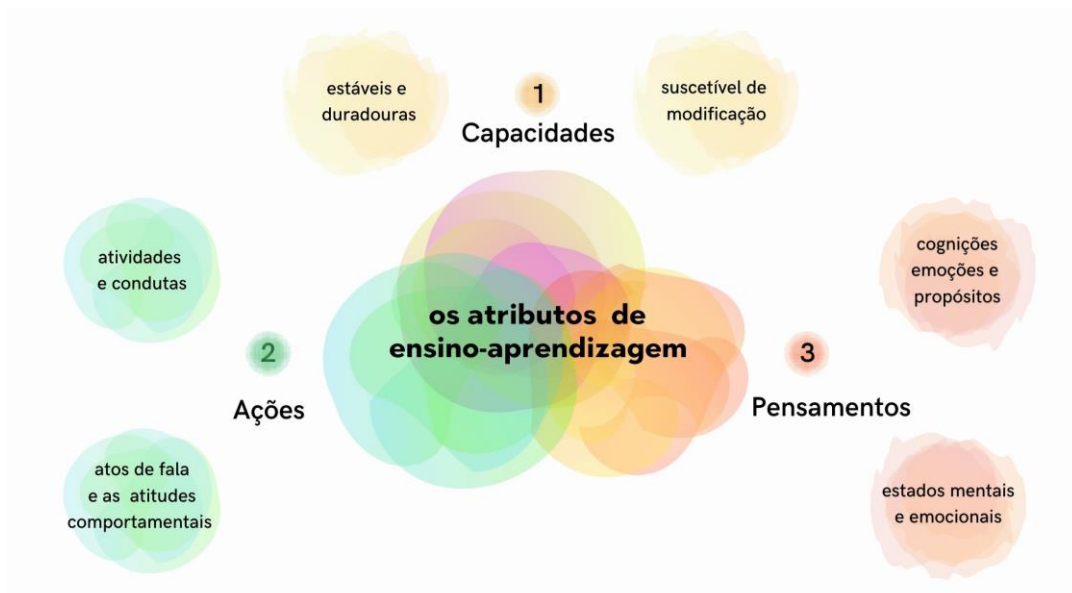 estáveis e
duradouras
1
Capacidades
suscetível de
modificação
atividades
e condutas
cognições
emoções e
propósitos
os atributos de
ensino-aprendizagem
2
Ações
3
Pensamentos
atos de fala
e as atitudes
comportamentais
estados mentais
e emocionais